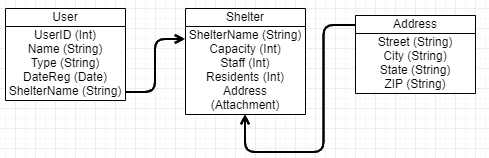 User
UserID (Int)
Name (String)
Type (String)
DateReg (Date)
ShelterName (String)
Shelter
ShelterName (String)
Capacity (Int)
Staff (Int)
Residents (Int)
Address
(Attachment)
Address
Street (String)
City (String)
State (String)
ZIP (String)